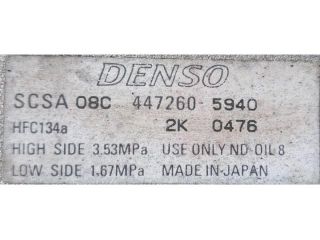 DENSO
SCSA 08C 447260-5940
HFC134a 2K 0476
HIGH SIDE 3.53MPa USE ONLY ND-OIL 8
LOW SIDE 1.67MPa MADE IN JAPAN